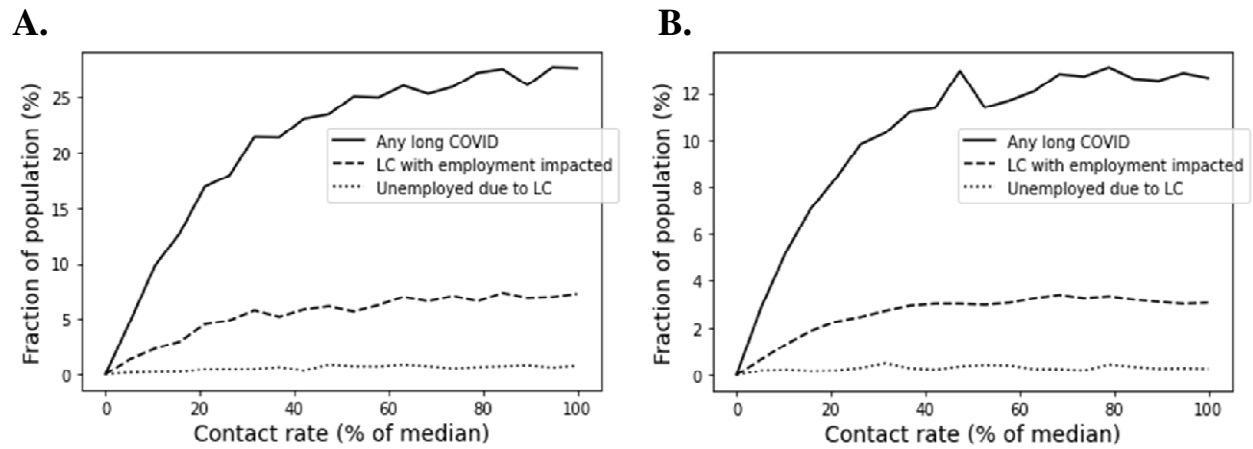 A.
Fraction of population (%)
25
20
15
10
5
0
Any long COVID
LC with employment impacted
Unemployed due to LC
0 20 40 60 80 100
Contact rate (% of median)
B.
Fraction of population (%)
12
10
8
6
4
2
0
Any long COVID
LC with employment impacted
Unemployed due to LC
0 20 40 60 80 100
Contact rate (% of median)